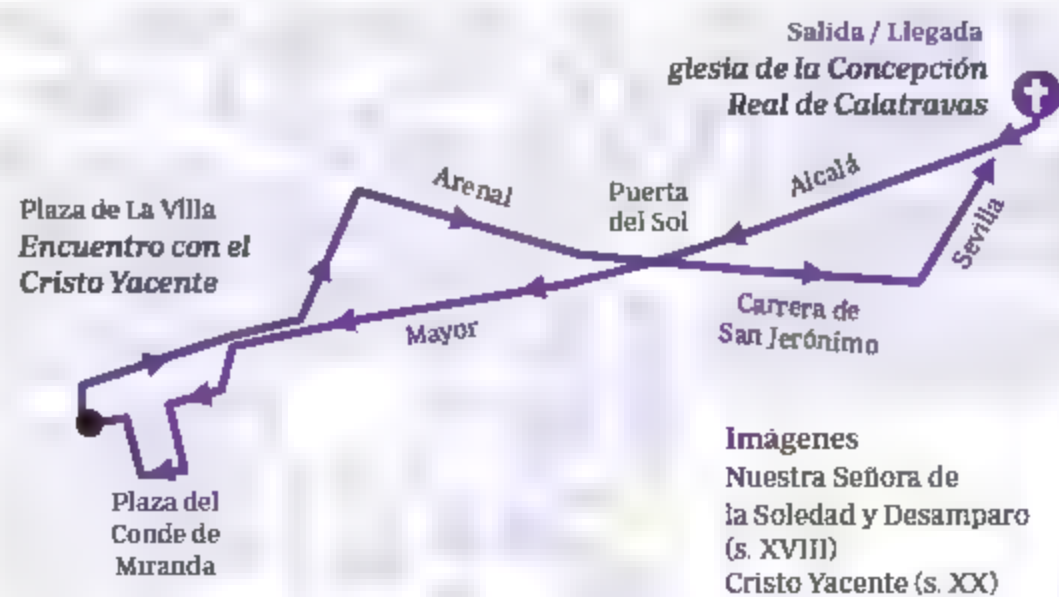 Salida / Llegada
glesia de la Concepción
Real de Calatravas
Arenal
Puerta
del Sol
Alcalá
Plaza de La Villa
Encuentro con el
Cristo Yacente
Sevilla
Carrera de
San Jerónimo
Mayor
Imágenes
Nuestra Señora de
la Soledad y Desamparo
(s. XVIII)
Cristo Yacente (s. XX)
Plaza del
Conde de
Miranda